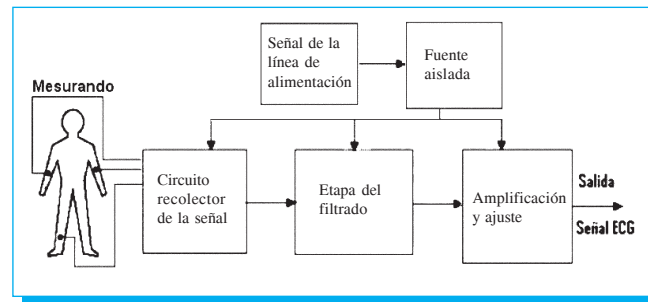 Señal de la
línea de
alimentación
Fuente
aislada
Mesurando
Circuito
recolector
de la señal
Etapa del
filtrado
Amplificación
y ajuste
Salida
Señal ECG